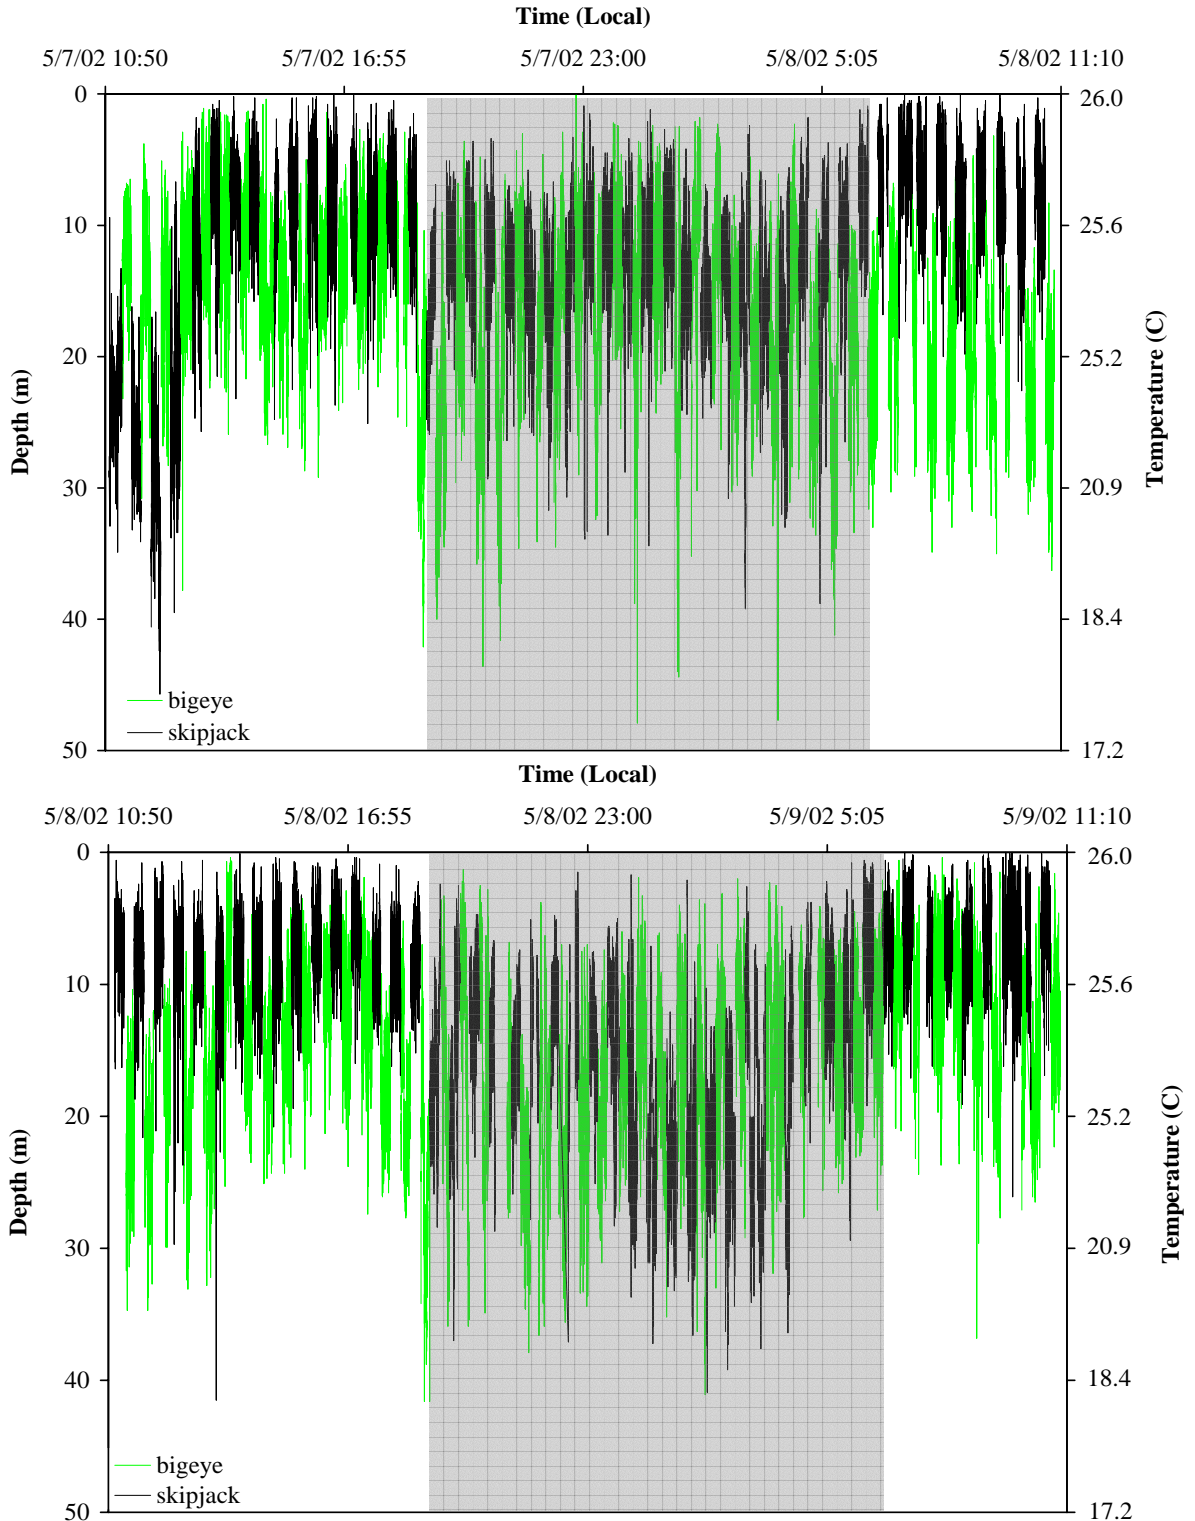 Time (Local)
5/7/02 10:50 5/7/02 16:55 5/7/02 23:00 5/8/02 5:05 5/8/02 11:10
0 26.0
10 25.6
20 25.2
Depth (m) Temperature (C)
30 20.9
40 18.4
bigeye
skipjack
50 17.2
Time (Local)
5/8/02 10:50 5/8/02 16:55 5/8/02 23:00 5/9/02 5:05 5/9/02 11:10
0 26.0
10 25.6
20 25.2
Depth (m) Temperature (C)
30 20.9
40 18.4
bigeye
skipjack
50 17.2